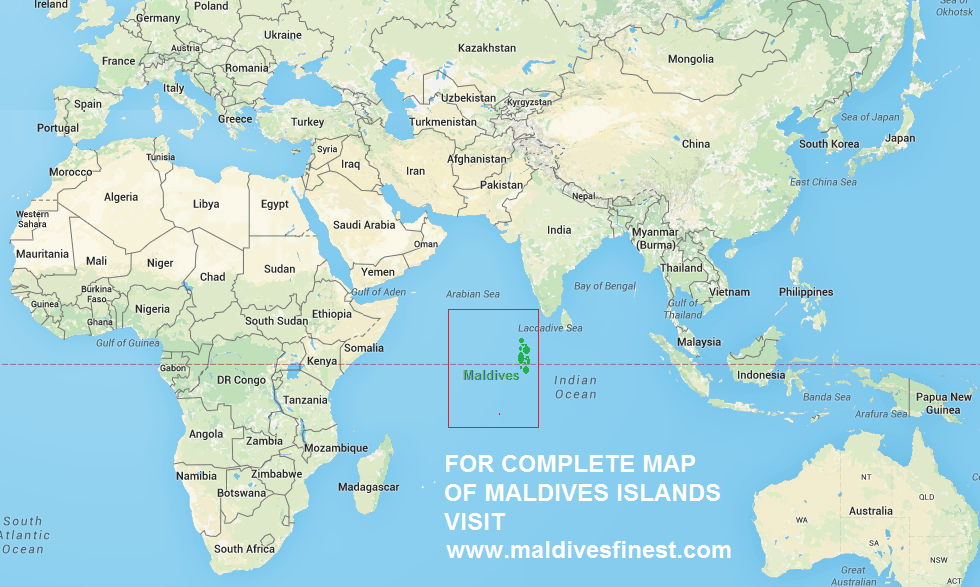 Ireland
Poland
Sea of
Okhotsk
Germany
Ukraine
Kazakhstan
Mongolia
Austria
France
Romania
Italy
Uzbekistan
Kyrgyzstan
Spain
Greece
Turkey
Turkmenistan
Sea of Japan
Portugal
Japan
South Korea
China
Syria
Tunisia
Iraq
Afghanistan
Iran
Morocco
Pakistan
East China Sea
Algeria
Libya
Egypt
Nepal
Western
Sahara
Saudi Arabia
India
Myanmar
(Burma)
Oman
Mauritania
Mali
Niger
Chad
Sudan
Yemen
Thailand
Burkina
Faso
Gulf of Aden
Arabian Sea
Bay of Bengal
Vietnam
Philippines
Guinea
Nigeria
Ethiopia
Gulf of
Thailand
Ghana
South Sudan
Laccadive Sea
Gulf of Guinea
Somalia
Malaysia
Kenya
Gabon
Maldives
Indonesia
DR Congo
Indian
Ocean
Tanzania
Banda Sea
Papua New
Guinea
Arafura Sea
Angola
Zambia
Mozambique
FOR COMPLETE MAP
OF MALDIVES ISLANDS
VISIT
www.maldivesfinest.com
Namibia
Zimbabwe
Botswana
Madagascar
NT
QLD
Australia
WA
South
Atlantic
Ocean
South Africa
SA
NSW
Great
Australian
ACT